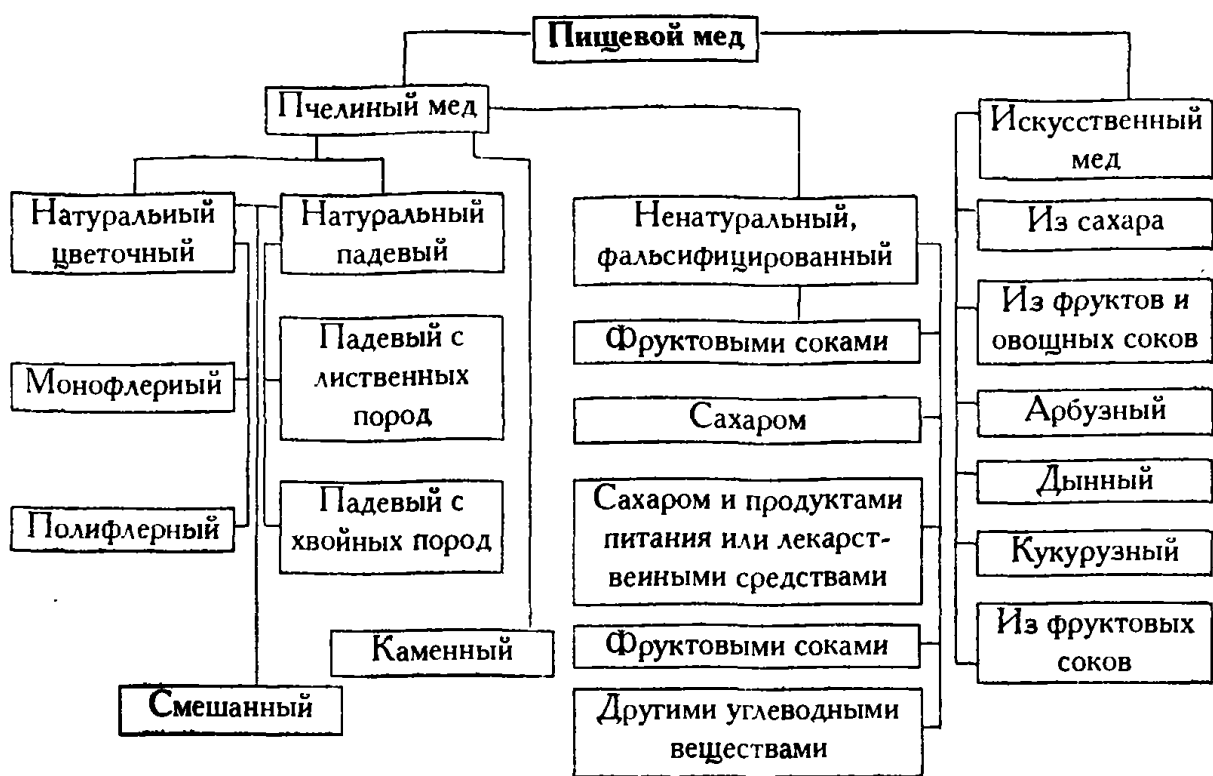 Пищевой мед
Пчелиный мед
Искусственный
мед
Натуральный
цветочный
Натуральный
падевый
Ненатуральный,
фальсифицированный
Из сахара
Из фруктов и
овощных соков
Фруктовыми соками
Падевый с
лиственных
пород
Монофлерный
Сахаром
Арбузный
Дынный
Полифлерный
Падевый с
хвойных пород
Сахаром и продуктами
питания или лекарст-
венными средствами
Кукурузный
Каменный
Фруктовыми соками
Из фруктовых
соков
Смешанный
Другими углеводными
веществами